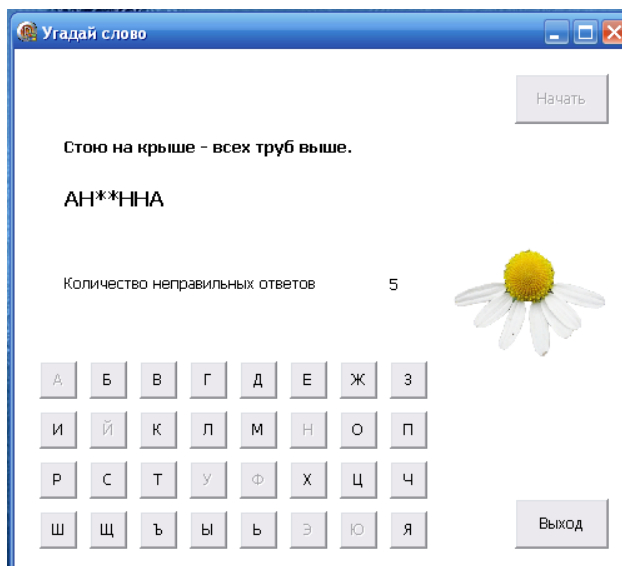 Угадай слово
Начать
Стою на крыше - всех труб выше.
АН**ННА
Количество неправильных ответов 5
А Б В Г Д Е Ж З
И Й К Л М Н О П
Р С Т У Ф Х Ц Ч
Ш Щ Ъ Ы Ь Э Ю Я
Выход